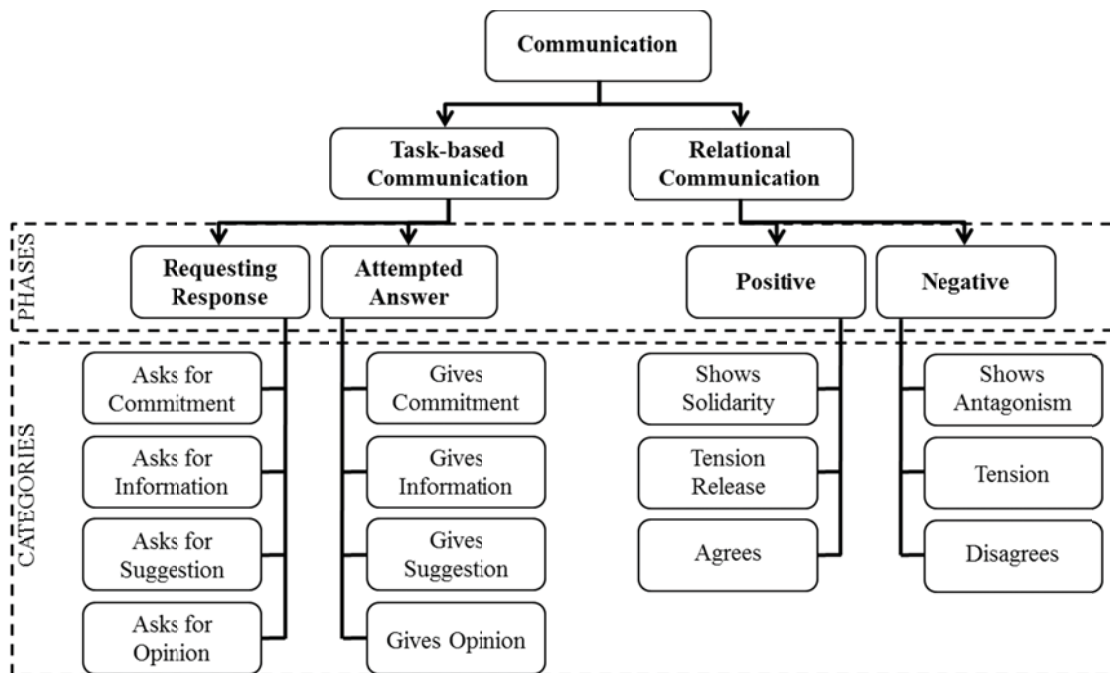 Communication
Task-based
Communication
Relational
Communication
PHASES
Requesting
Response
Attempted
Answer
Positive
Negative
CATEGORIES
Asks for
Commitment
Gives
Commitment
Shows
Solidarity
Shows
Antagonism
Asks for
Information
Gives
Information
Tension
Release
Tension
Asks for
Suggestion
Gives
Suggestion
Agrees
Disagrees
Asks for
Opinion
Gives Opinion